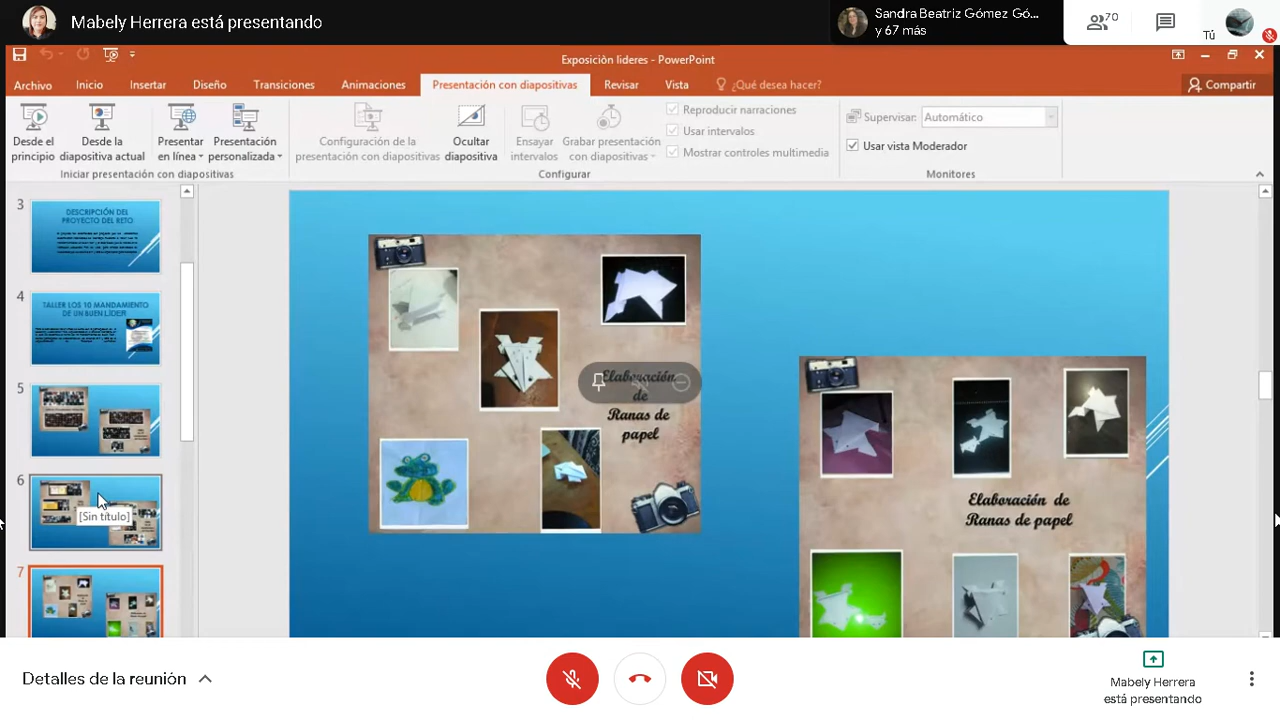 Mabely Herrera está presentando
Sandra Beatriz Gómez Gó...
y 67 más
70
Tú
Exposición lideres - PowerPoint
Archivo Inicio Insertar Diseño Transiciones Animaciones Presentación con diapositivas Revisar Vista ¿Qué desea hacer? Compartir
Desde el principio
Desde la diapositiva actual
Presentar en línea
Presentación personalizada
Iniciar presentación con diapositivas
Configuración de la presentación con diapositivas
Ocultar diapositiva
Ensayar intervalos
Grabar presentación con diapositivas
Reproducir narraciones
Usar intervalos
Mostrar controles multimedia
Configurar
Supervisar: Automático
Usar vista Moderador
Monitores
3
DESCRIPCIÓN DEL
PROYECTO DEL RETO
4
TALLER LOS 10 MANDAMIENTO
DE UN BUEN LÍDER
5
6
[Sin título]
7
Elaboración
de
Ranas de
papel
Elaboración de
Ranas de papel
Detalles de la reunión
Mabely Herrera
está presentando